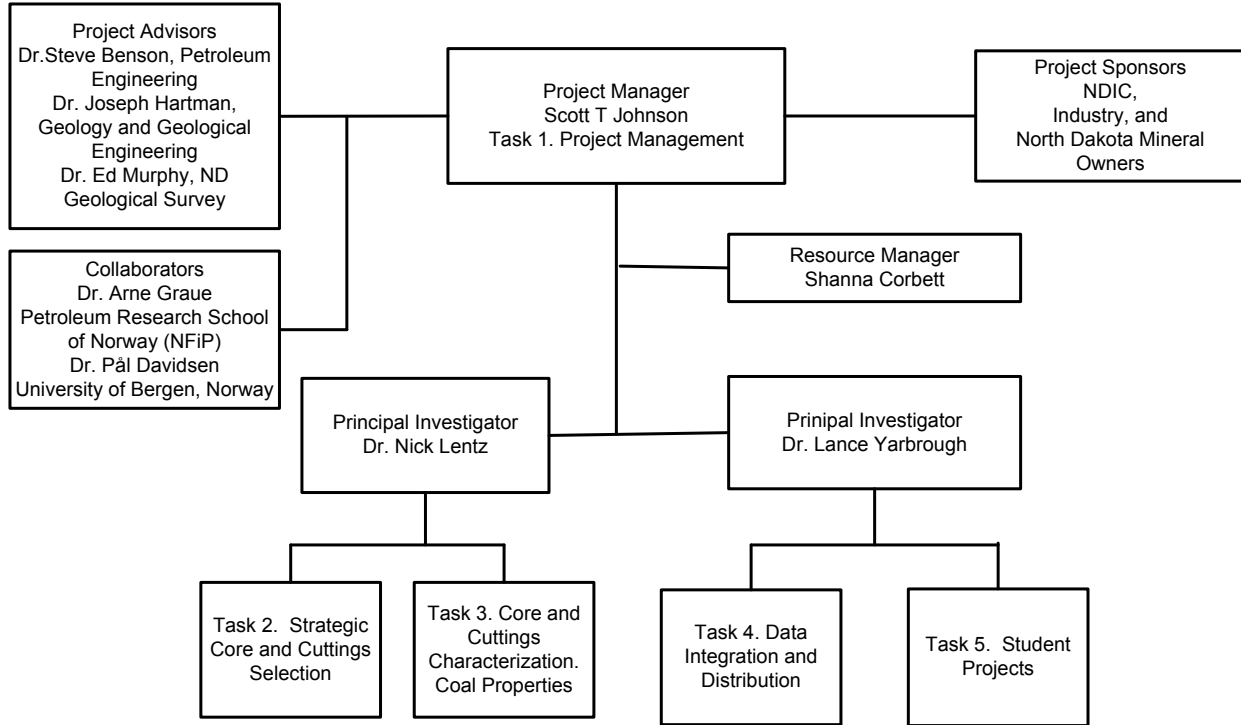 Project Advisors
Dr.Steve Benson, Petroleum
Engineering
Dr. Joseph Hartman,
Geology and Geological
Engineering
Dr. Ed Murphy, ND
Geological Survey
Project Manager
Scott T Johnson
Task 1. Project Management
Project Sponsors
NDIC,
Industry, and
North Dakota Mineral
Owners
Collaborators
Dr. Arne Graue
Petroleum Research School
of Norway (NFiP)
Dr. Pål Davidsen
University of Bergen, Norway
Resource Manager
Shanna Corbett
Principal Investigator
Dr. Nick Lentz
Prinipal Investigator
Dr. Lance Yarbrough
Task 2.  Strategic
Core and Cuttings
Selection
Task 3. Core and
Cuttings
Characterization.
Coal Properties
Task 4. Data
Integration and
Distribution
Task 5.  Student
Projects